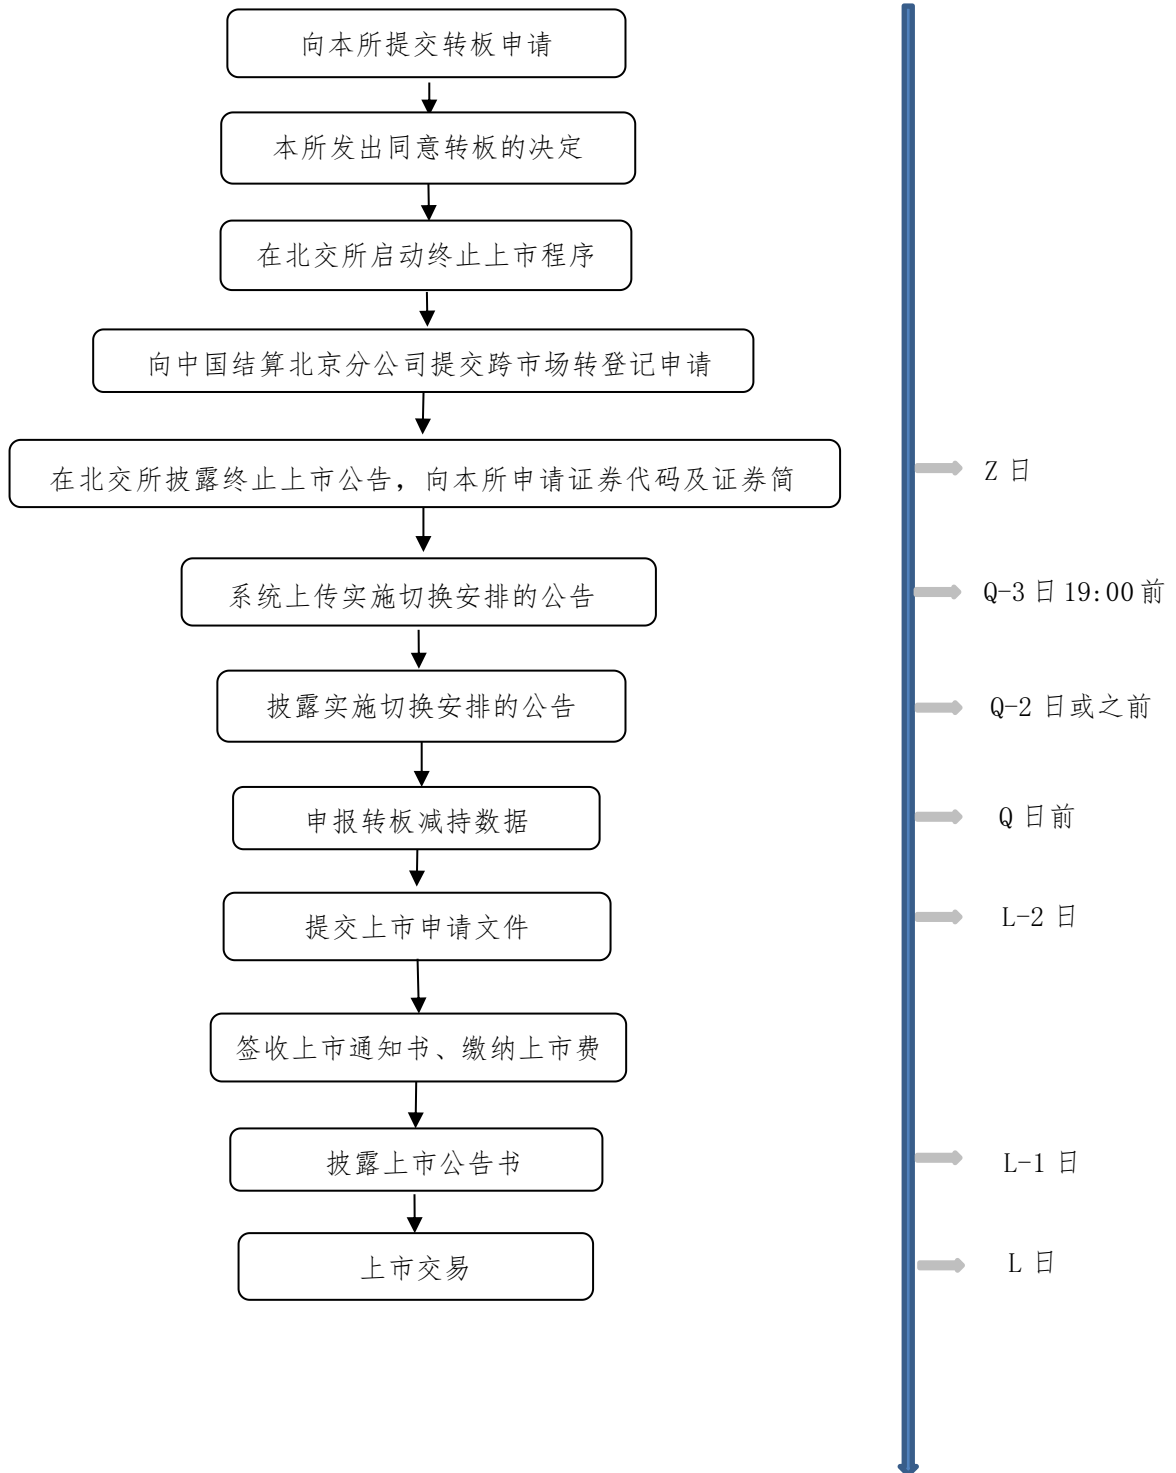 向本所提交转板申请
本所发出同意转板的决定
在北交所启动终止上市程序
向中国结算北京分公司提交跨市场转登记申请
在北交所披露终止上市公告，向本所申请证券代码及证券简
Z 日
系统上传实施切换安排的公告
Q-3 日 19:00 前
披露实施切换安排的公告
Q-2 日或之前
申报转板减持数据
Q 日前
提交上市申请文件
L-2 日
签收上市通知书、缴纳上市费
披露上市公告书
L-1 日
上市交易
L 日